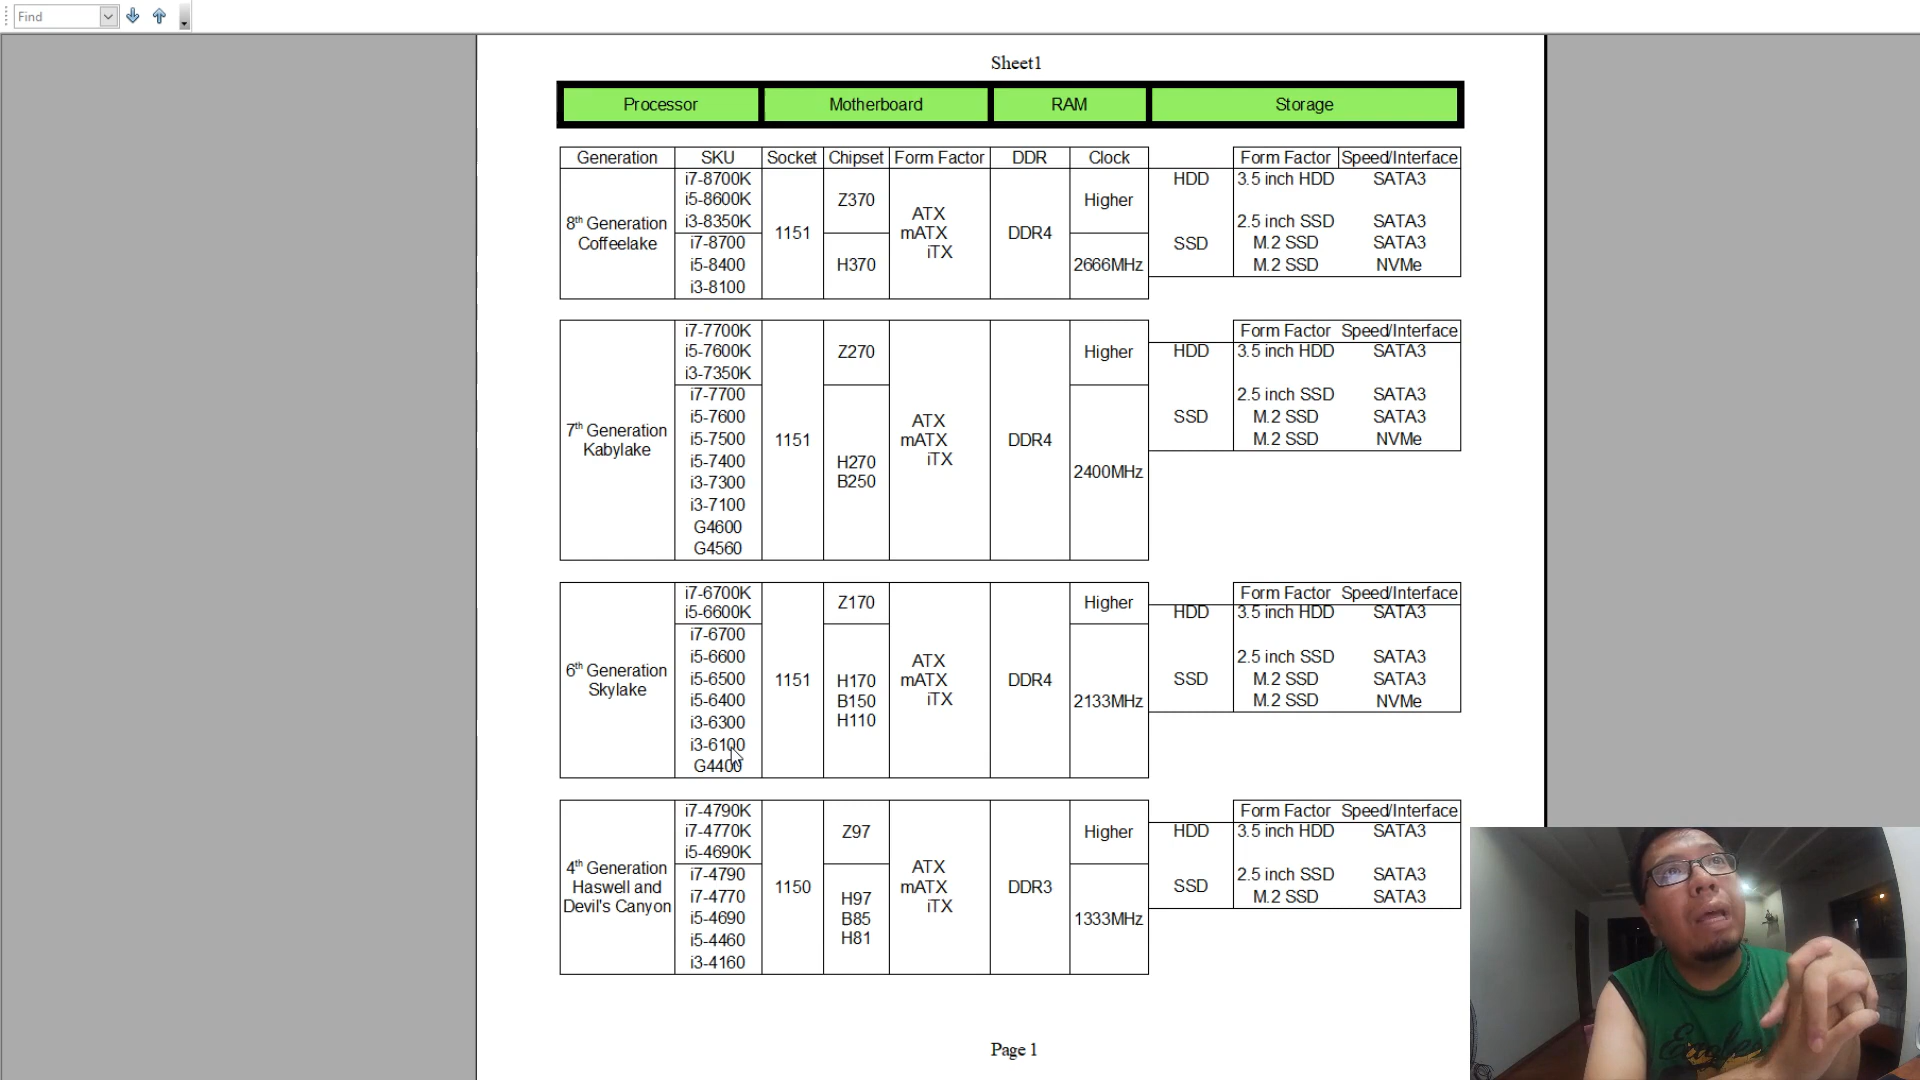 Find
Sheet1
Processor Motherboard RAM Storage
Generation SKU Socket Chipset Form Factor DDR Clock Form Factor Speed/Interface
8th Generation
Coffeelake
i7-8700K
i5-8600K
i3-8350K
i7-8700
i5-8400
i3-8100
1151
Z370
H370
ATX
mATX
iTX
DDR4
Higher
2666MHz
HDD 3.5 inch HDD SATA3
SSD
2.5 inch SSD SATA3
M.2 SSD SATA3
M.2 SSD NVMe
7th Generation
Kabylake
i7-7700K
i5-7600K
i3-7350K
i7-7700
i5-7600
i5-7500
i5-7400
i3-7300
i3-7100
G4600
G4560
1151
Z270
H270
B250
ATX
mATX
iTX
DDR4
Higher
2400MHz
Form Factor Speed/Interface
HDD 3.5 inch HDD SATA3
SSD
2.5 inch SSD SATA3
M.2 SSD SATA3
M.2 SSD NVMe
6th Generation
Skylake
i7-6700K
i5-6600K
i7-6700
i5-6600
i5-6500
i5-6400
i3-6300
i3-6100
G4400
1151
Z170
H170
B150
H110
ATX
mATX
iTX
DDR4
Higher
2133MHz
Form Factor Speed/Interface
HDD 3.5 inch HDD SATA3
SSD
2.5 inch SSD SATA3
M.2 SSD SATA3
M.2 SSD NVMe
4th Generation
Haswell and
Devil's Canyon
i7-4790K
i7-4770K
i5-4690K
i7-4790
i7-4770
i5-4690
i5-4460
i3-4160
1150
Z97
H97
B85
H81
ATX
mATX
iTX
DDR3
Higher
1333MHz
Form Factor Speed/Interface
HDD 3.5 inch HDD SATA3
SSD
2.5 inch SSD SATA3
M.2 SSD SATA3
Page 1